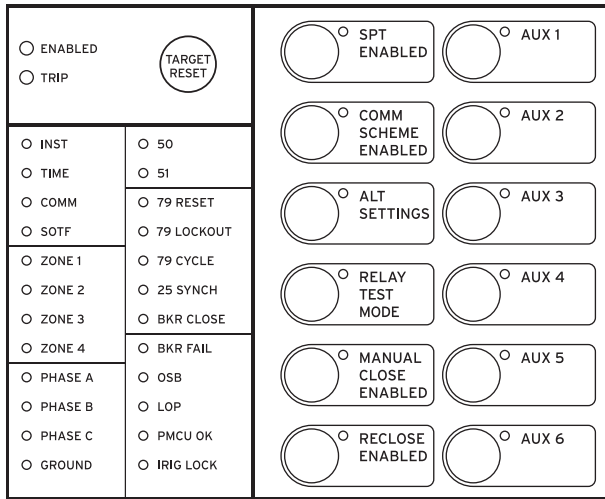 ENABLED
TRIP
TARGET
RESET
INST
TIME
COMM
SOTF
ZONE 1
ZONE 2
ZONE 3
ZONE 4
PHASE A
PHASE B
PHASE C
GROUND
50
51
79 RESET
79 LOCKOUT
79 CYCLE
25 SYNCH
BKR CLOSE
BKR FAIL
OSB
LOP
PMCU OK
IRIG LOCK
SPT
ENABLED
COMM
SCHEME
ENABLED
ALT
SETTINGS
RELAY
TEST
MODE
MANUAL
CLOSE
ENABLED
RECLOSE
ENABLED
AUX 1
AUX 2
AUX 3
AUX 4
AUX 5
AUX 6